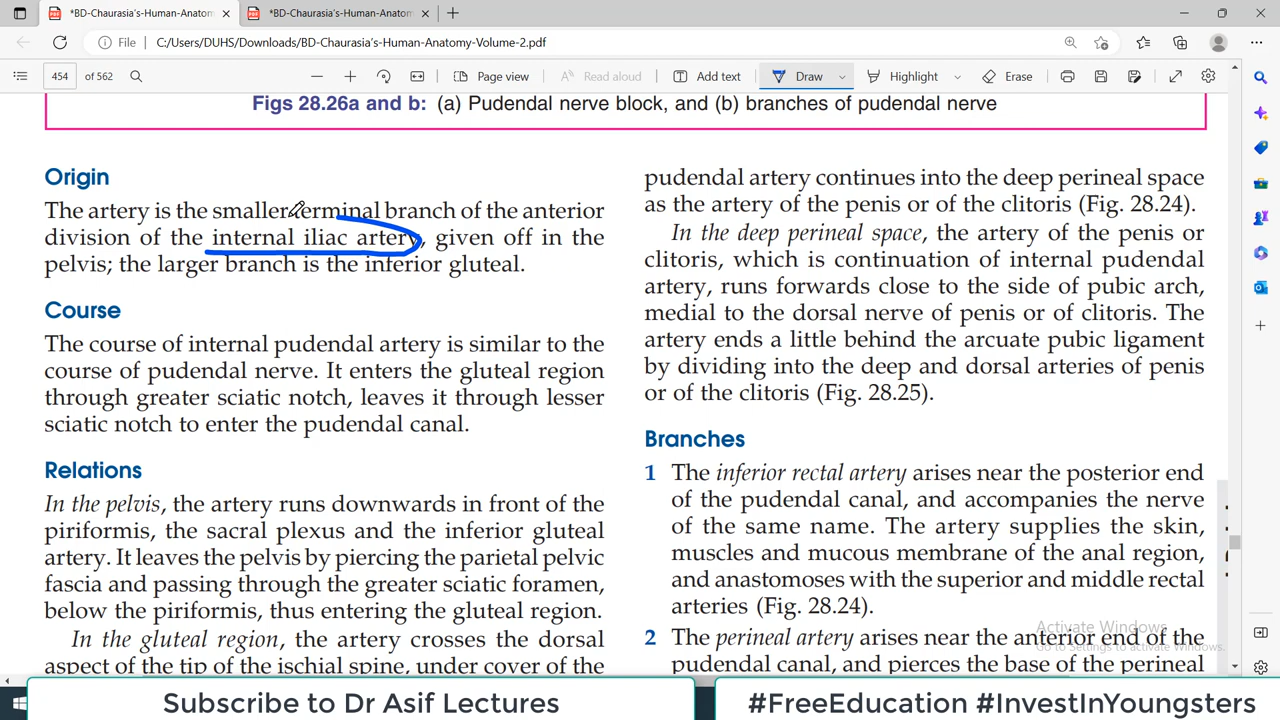 *BD-Chaurasia's-Human-Anatom
*BD-Chaurasia's-Human-Anatom
File C:/Users/DUHS/Downloads/BD-Chaurasia's-Human-Anatomy-Volume-2.pdf
454 of 562 Page view Read aloud Add text Draw Highlight Erase
Figs 28.26a and b: (a) Pudendal nerve block, and (b) branches of pudendal nerve
Origin
The artery is the smaller terminal branch of the anterior
division of the internal iliac artery, given off in the
pelvis; the larger branch is the inferior gluteal.
Course
The course of internal pudendal artery is similar to the
course of pudendal nerve. It enters the gluteal region
through greater sciatic notch, leaves it through lesser
sciatic notch to enter the pudendal canal.
Relations
In the pelvis, the artery runs downwards in front of the
piriformis, the sacral plexus and the inferior gluteal
artery. It leaves the pelvis by piercing the parietal pelvic
fascia and passing through the greater sciatic foramen,
below the piriformis, thus entering the gluteal region.
In the gluteal region, the artery crosses the dorsal
aspect of the tip of the ischial spine, under cover of the
pudendal artery continues into the deep perineal space
as the artery of the penis or of the clitoris (Fig. 28.24).
In the deep perineal space, the artery of the penis or
clitoris, which is continuation of internal pudendal
artery, runs forwards close to the side of pubic arch,
medial to the dorsal nerve of penis or of clitoris. The
artery ends a little behind the arcuate pubic ligament
by dividing into the deep and dorsal arteries of penis
or of the clitoris (Fig. 28.25).
Branches
1 The inferior rectal artery arises near the posterior end
of the pudendal canal, and accompanies the nerve
of the same name. The artery supplies the skin,
muscles and mucous membrane of the anal region,
and anastomoses with the superior and middle rectal
arteries (Fig. 28.24).
2 The perineal artery arises near the anterior end of the
pudendal canal, and pierces the base of the perineal
Activate Windows
Go to Settings to activate Windows.
Subscribe to Dr Asif Lectures
#FreeEducation #InvestInYoungsters